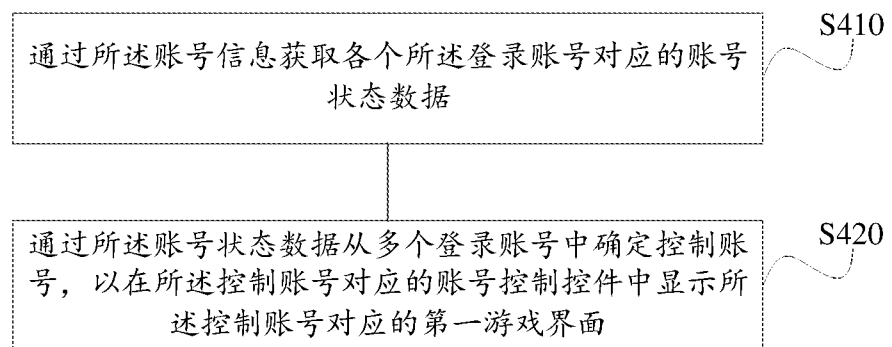 通过所述账号信息获取各个所述登录账号对应的账号
状态数据
S410
通过所述账号状态数据从多个登录账号中确定控制账
号，以在所述控制账号对应的账号控制控件中显示所
述控制账号对应的第一游戏界面
S420